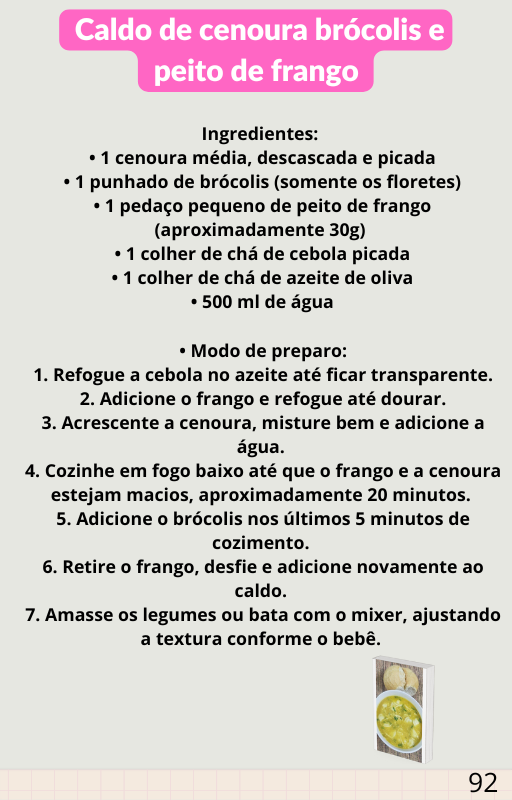 Caldo de cenoura brócolis e
peito de frango
Ingredientes:
• 1 cenoura média, descascada e picada
• 1 punhado de brócolis (somente os floretes)
• 1 pedaço pequeno de peito de frango
(aproximadamente 30g)
• 1 colher de chá de cebola picada
• 1 colher de chá de azeite de oliva
• 500 ml de água
• Modo de preparo:
1. Refogue a cebola no azeite até ficar transparente.
2. Adicione o frango e refogue até dourar.
3. Acrescente a cenoura, misture bem e adicione a
água.
4. Cozinhe em fogo baixo até que o frango e a cenoura
estejam macios, aproximadamente 20 minutos.
5. Adicione o brócolis nos últimos 5 minutos de
cozimento.
6. Retire o frango, desfie e adicione novamente ao
caldo.
7. Amasse os legumes ou bata com o mixer, ajustando
a textura conforme o bebê.
92